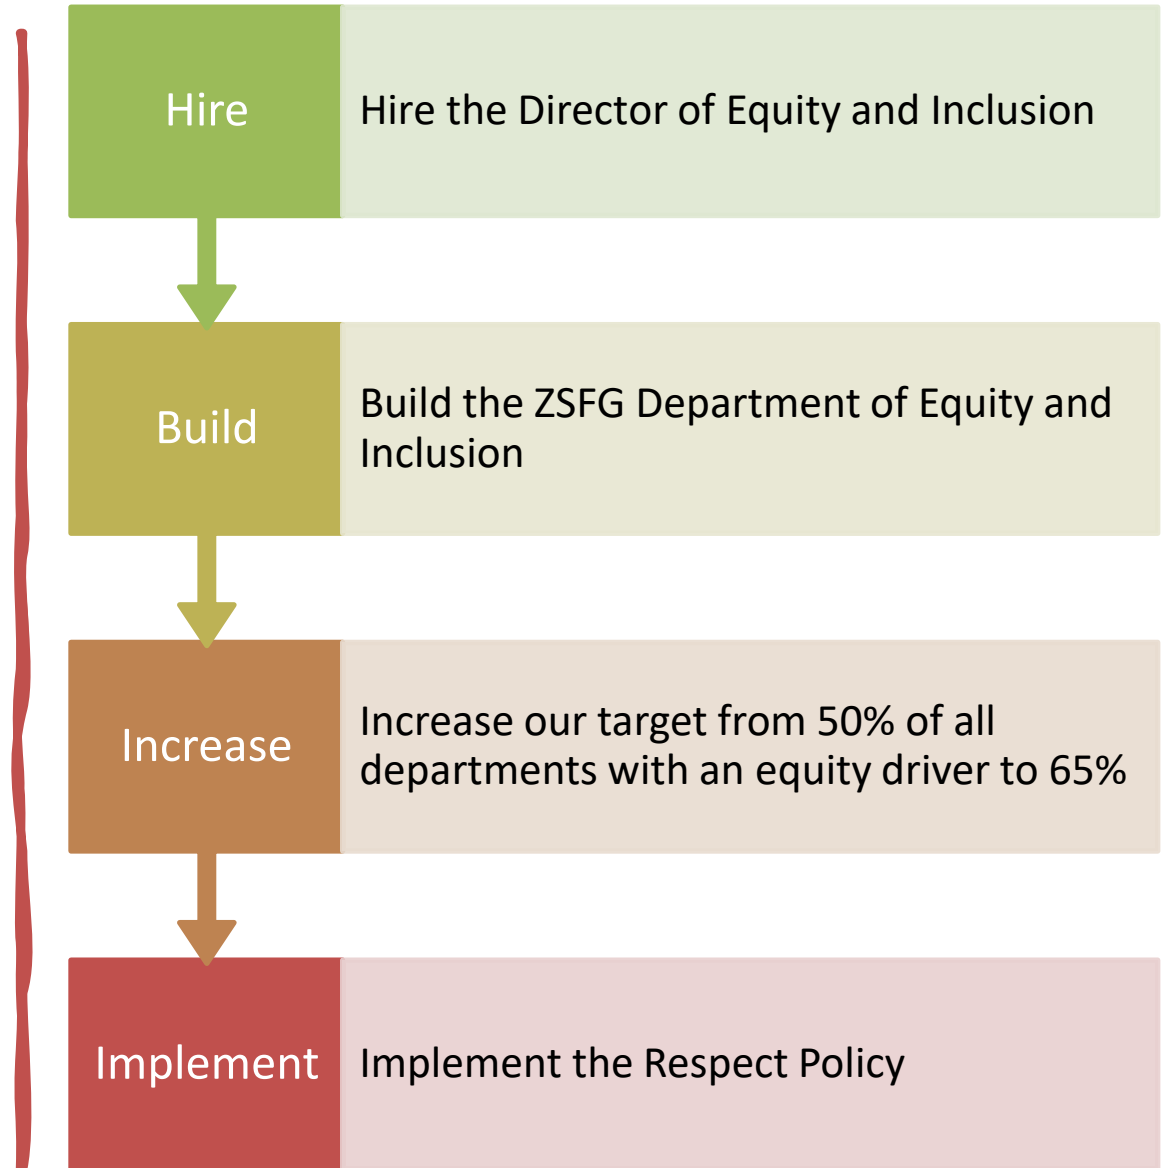 Hire
Hire the Director of Equity and Inclusion
Build
Build the ZSFG Department of Equity and
Inclusion
Increase
Increase our target from 50% of all
departments with an equity driver to 65%
Implement
Implement the Respect Policy